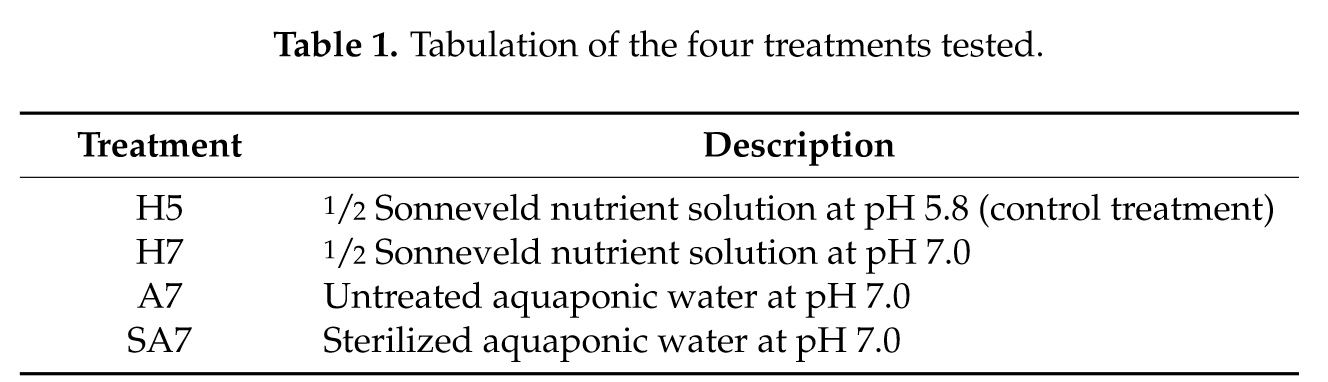 Table 1. Tabulation of the four treatments tested.
Treatment Description
H5 1/2 Sonneveld nutrient solution at pH 5.8 (control treatment)
H7 1/2 Sonneveld nutrient solution at pH 7.0
A7 Untreated aquaponic water at pH 7.0
SA7 Sterilized aquaponic water at pH 7.0